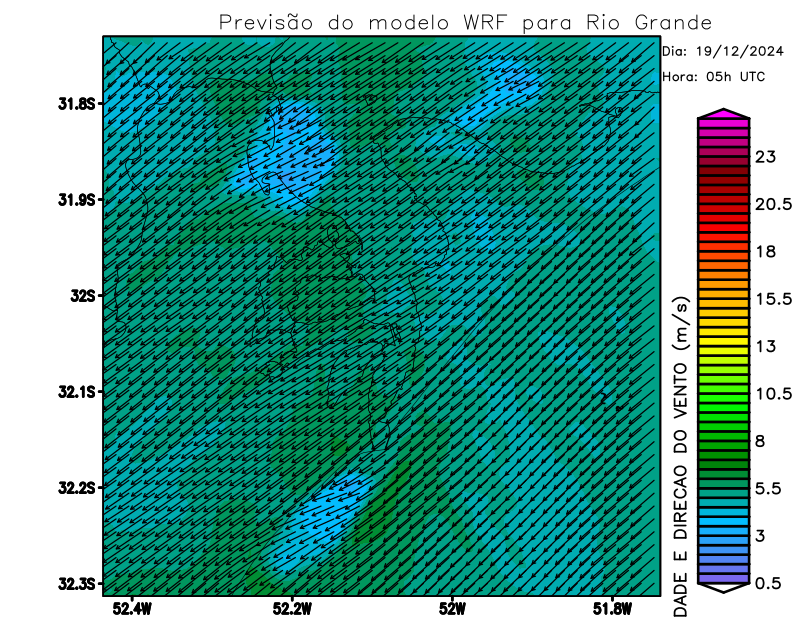 Previsão do modelo WRF para Rio Grande
Dia: 19/12/2024
Hora: 05h UTC
31.8S
31.9S
32S
32.1S
32.2S
32.3S
52.4W
52.2W
52W
51.8W
DADE E DIRECAO DO VENTO (m/s)
23
20.5
18
15.5
13
10.5
8
5.5
3
0.5